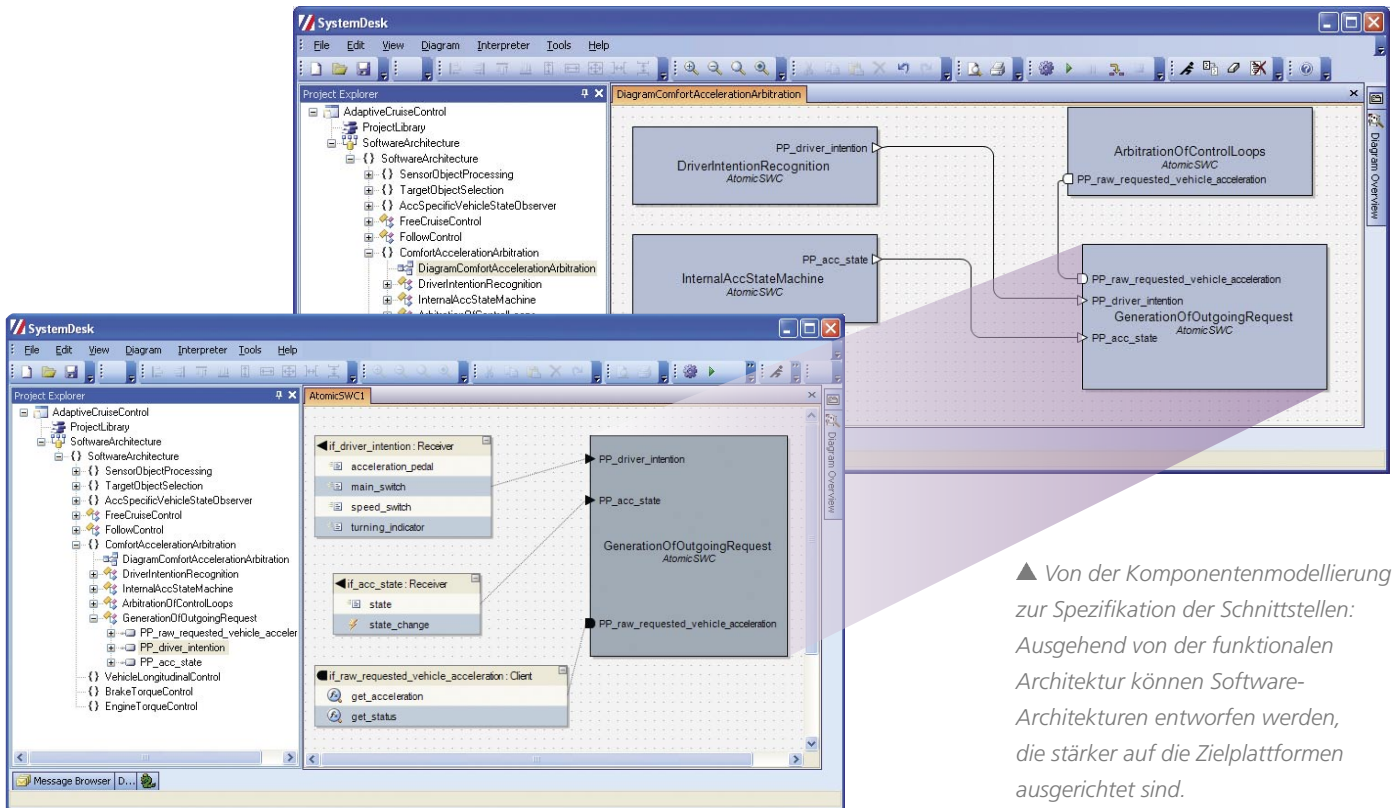 SystemDesk
File Edit View Diagram Interpreter Tools Help
Project Explorer
AdaptiveCruiseControl
ProjectLibrary
SoftwareArchitecture
{} SoftwareArchitecture
{} SensorObjectProcessing
{} TargetObjectSelection
{} AccSpecificVehicleStateObserver
FreeCruiseControl
FollowControl
{} ComfortAccelerationArbitration
DiagramComfortAccelerationArbitration
DriverIntentionRecognition
InternalAccStateMachine
DiagramComfortAccelerationArbitration
PP_driver_intention
DriverIntentionRecognition
AtomicSWC
PP_acc_state
InternalAccStateMachine
AtomicSWC
ArbitrationOfControlLoops
AtomicSWC
PP_raw_requested_vehicle_acceleration
PP_raw_requested_vehicle_acceleration
PP_driver_intention
GenerationOfOutgoingRequest
AtomicSWC
PP_acc_state
Diagram Overview
SystemDesk
File Edit View Diagram Interpreter Tools Help
Project Explorer
AdaptiveCruiseControl
ProjectLibrary
SoftwareArchitecture
{} SoftwareArchitecture
{} SensorObjectProcessing
{} TargetObjectSelection
{} AccSpecificVehicleStateObserver
FreeCruiseControl
FollowControl
{} ComfortAccelerationArbitration
DiagramComfortAccelerationArbitration
DriverIntentionRecognition
InternalAccStateMachine
ArbitrationOfControlLoops
GenerationOfOutgoingRequest
PP_raw_requested_vehicle_acceler
PP_driver_intention
PP_acc_state
{} VehicleLongitudinalControl
{} BrakeTorqueControl
{} EngineTorqueControl
AtomicSWC1
if_driver_intention : Receiver
acceleration_pedal
main_switch
speed_switch
turning_indicator
if_acc_state : Receiver
state
state_change
if_raw_requested_vehicle_acceleration : Client
get_acceleration
get_status
PP_driver_intention
PP_acc_state
GenerationOfOutgoingRequest
AtomicSWC
PP_raw_requested_vehicle_acceleration
Diagram Overview
Message Browser D...
▲ Von der Komponentenmodellierung
zur Spezifikation der Schnittstellen:
Ausgehend von der funktionalen
Architektur können Software-
Architekturen entworfen werden,
die stärker auf die Zielplattformen
ausgerichtet sind.